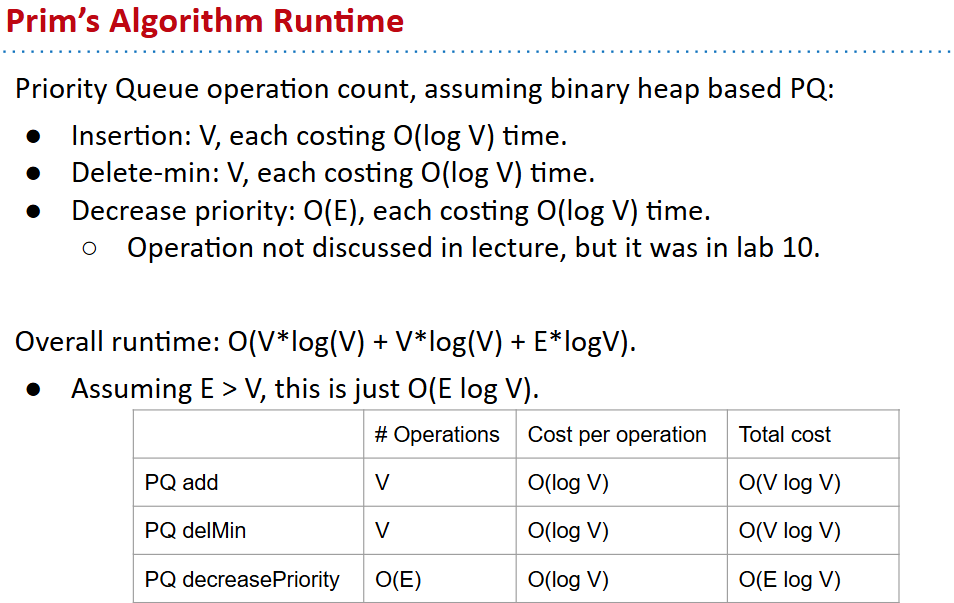 Prim's Algorithm Runtime
Priority Queue operation count, assuming binary heap based PQ:
● Insertion: V, each costing O(log V) time.
● Delete-min: V, each costing O(log V) time.
● Decrease priority: O(E), each costing O(log V) time.
○ Operation not discussed in lecture, but it was in lab 10.
Overall runtime: O(V*log(V) + V*log(V) + E*logV).
● Assuming E > V, this is just O(E log V).
# Operations Cost per operation Total cost
PQ add V O(log V) O(V log V)
PQ delMin V O(log V) O(V log V)
PQ decreasePriority O(E) O(log V) O(E log V)